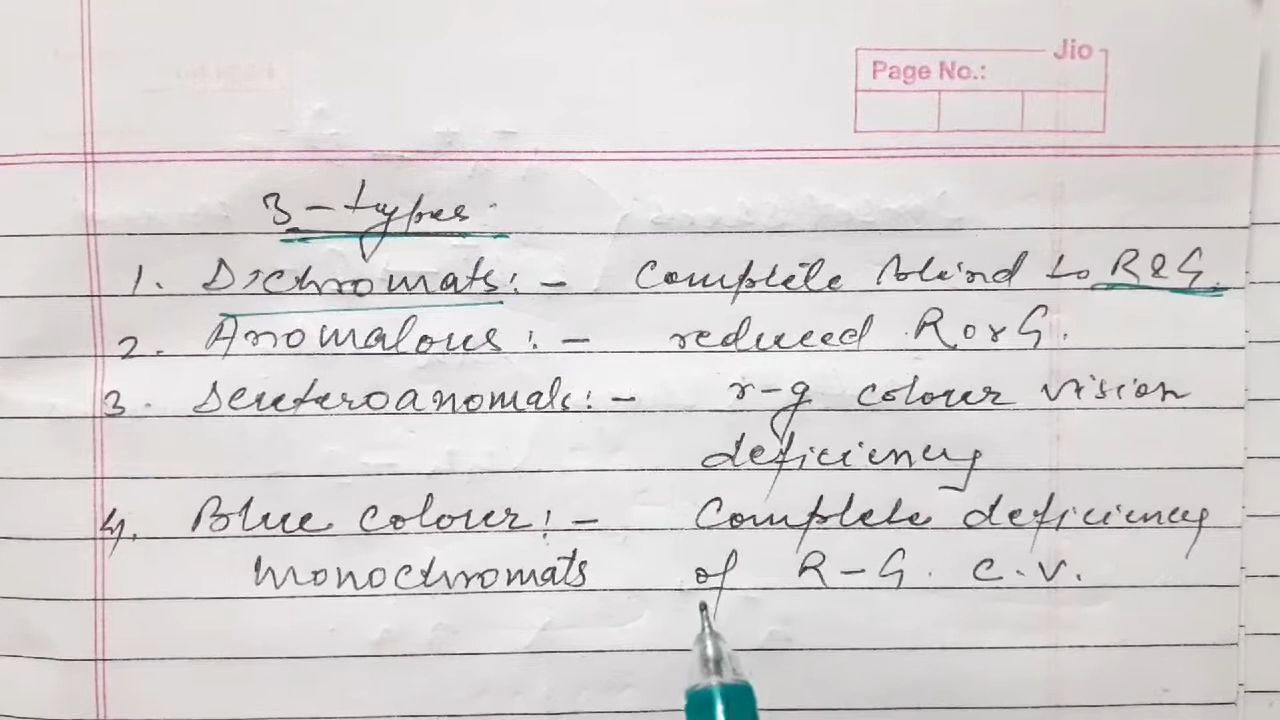 Jio
Page No.:
3-types.
1. Dichromats:- Complete blind to R&G.
2. Anomalous:- reduced R or G.
3. Deuteroanomals:- r-g colour vision
deficiency
4. Blue colour:- Complete deficiency
monochromats of R-G. C.V.